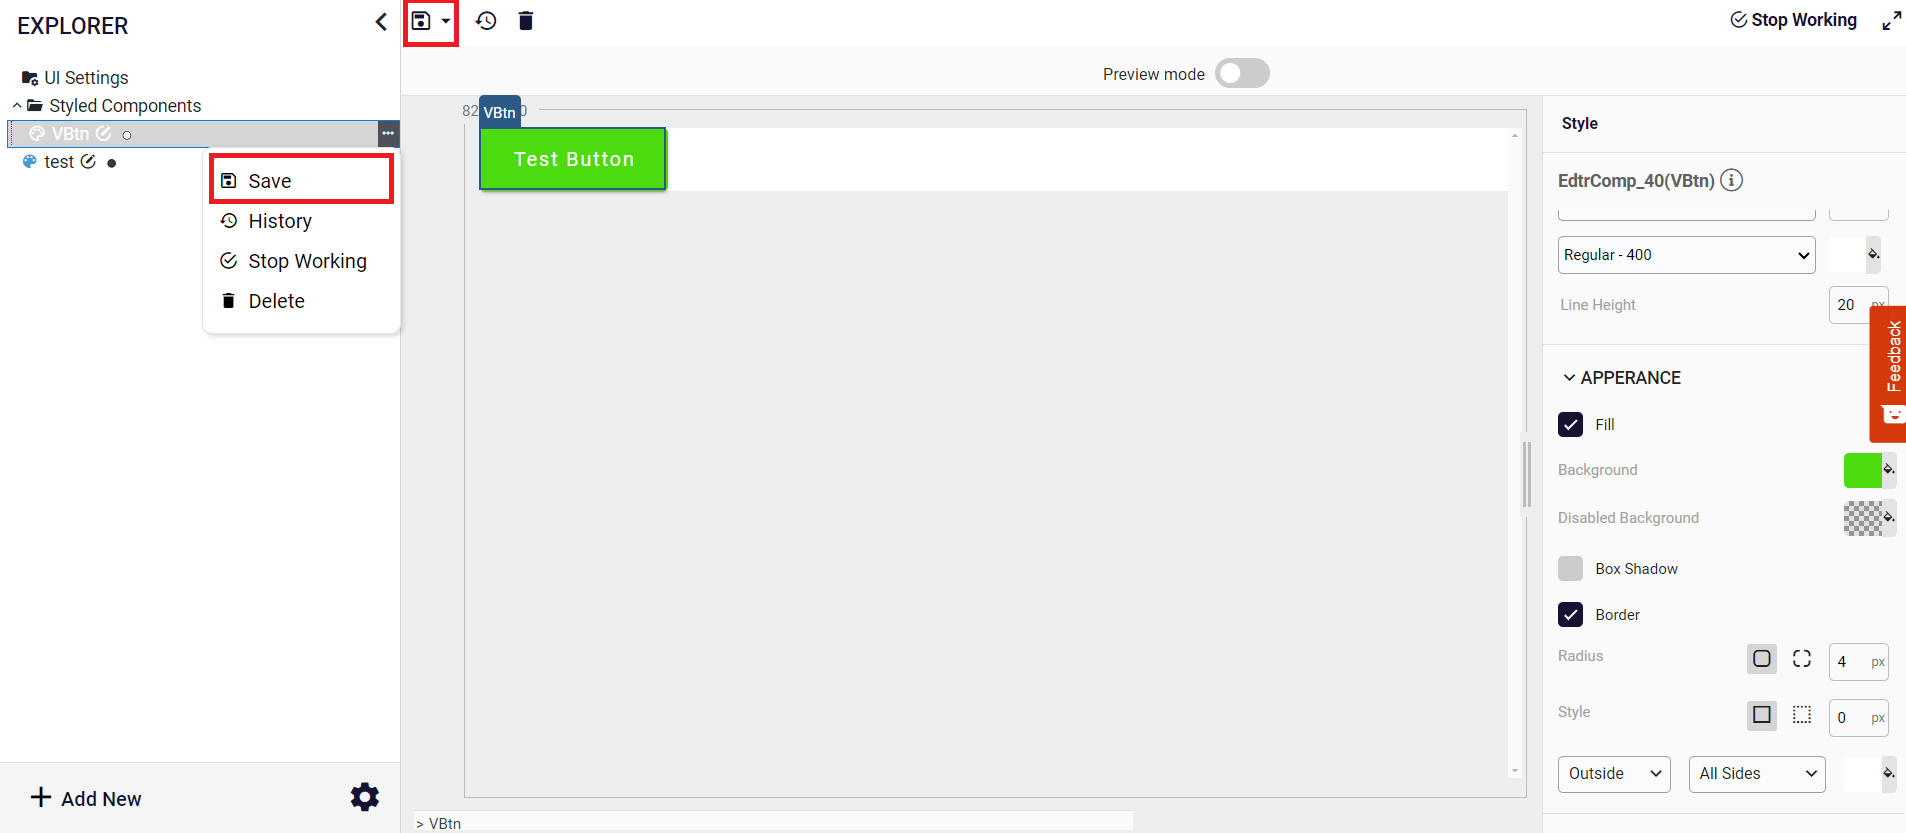 EXPLORER
UI Settings
Styled Components
VBtn
test
Save
History
Stop Working
Delete
Add New
Stop Working
Preview mode
82
0
VBtn
Test Button
> VBtn
Style
EdtrComp_40(VBtn)
Regular - 400
Line Height
20 px
APPERANCE
Fill
Background
Disabled Background
Box Shadow
Border
Radius
4 px
Style
0 px
Outside
All Sides
Feedback